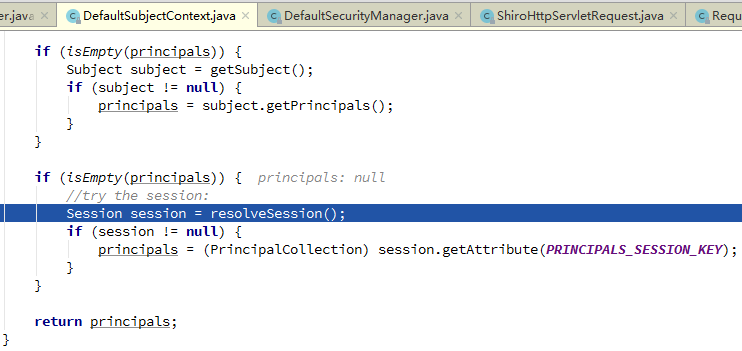 er.java DefaultSubjectContext.java DefaultSecurityManager.java ShiroHttpServletRequest.java Requ
if (isEmpty(principals)) {
Subject subject = getSubject();
if (subject != null) {
principals = subject.getPrincipals();
}
}
if (isEmpty(principals)) { principals: null
//try the session:
Session session = resolveSession();
if (session != null) {
principals = (PrincipalCollection) session.getAttribute(PRINCIPALS_SESSION_KEY);
}
}
return principals;
}